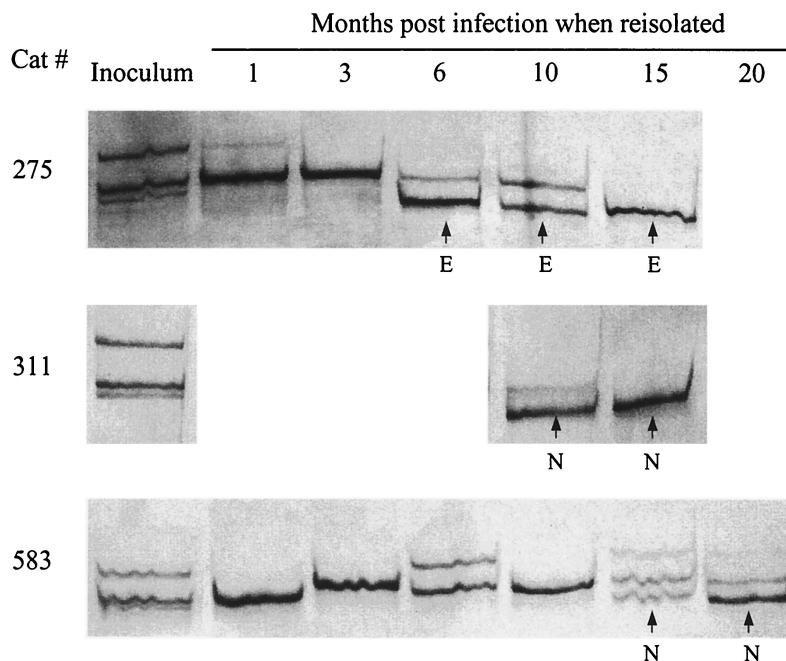 Months post infection when reisolated
Cat # Inoculum 1 3 6 10 15 20
275
E E E
311
N N
583
N N